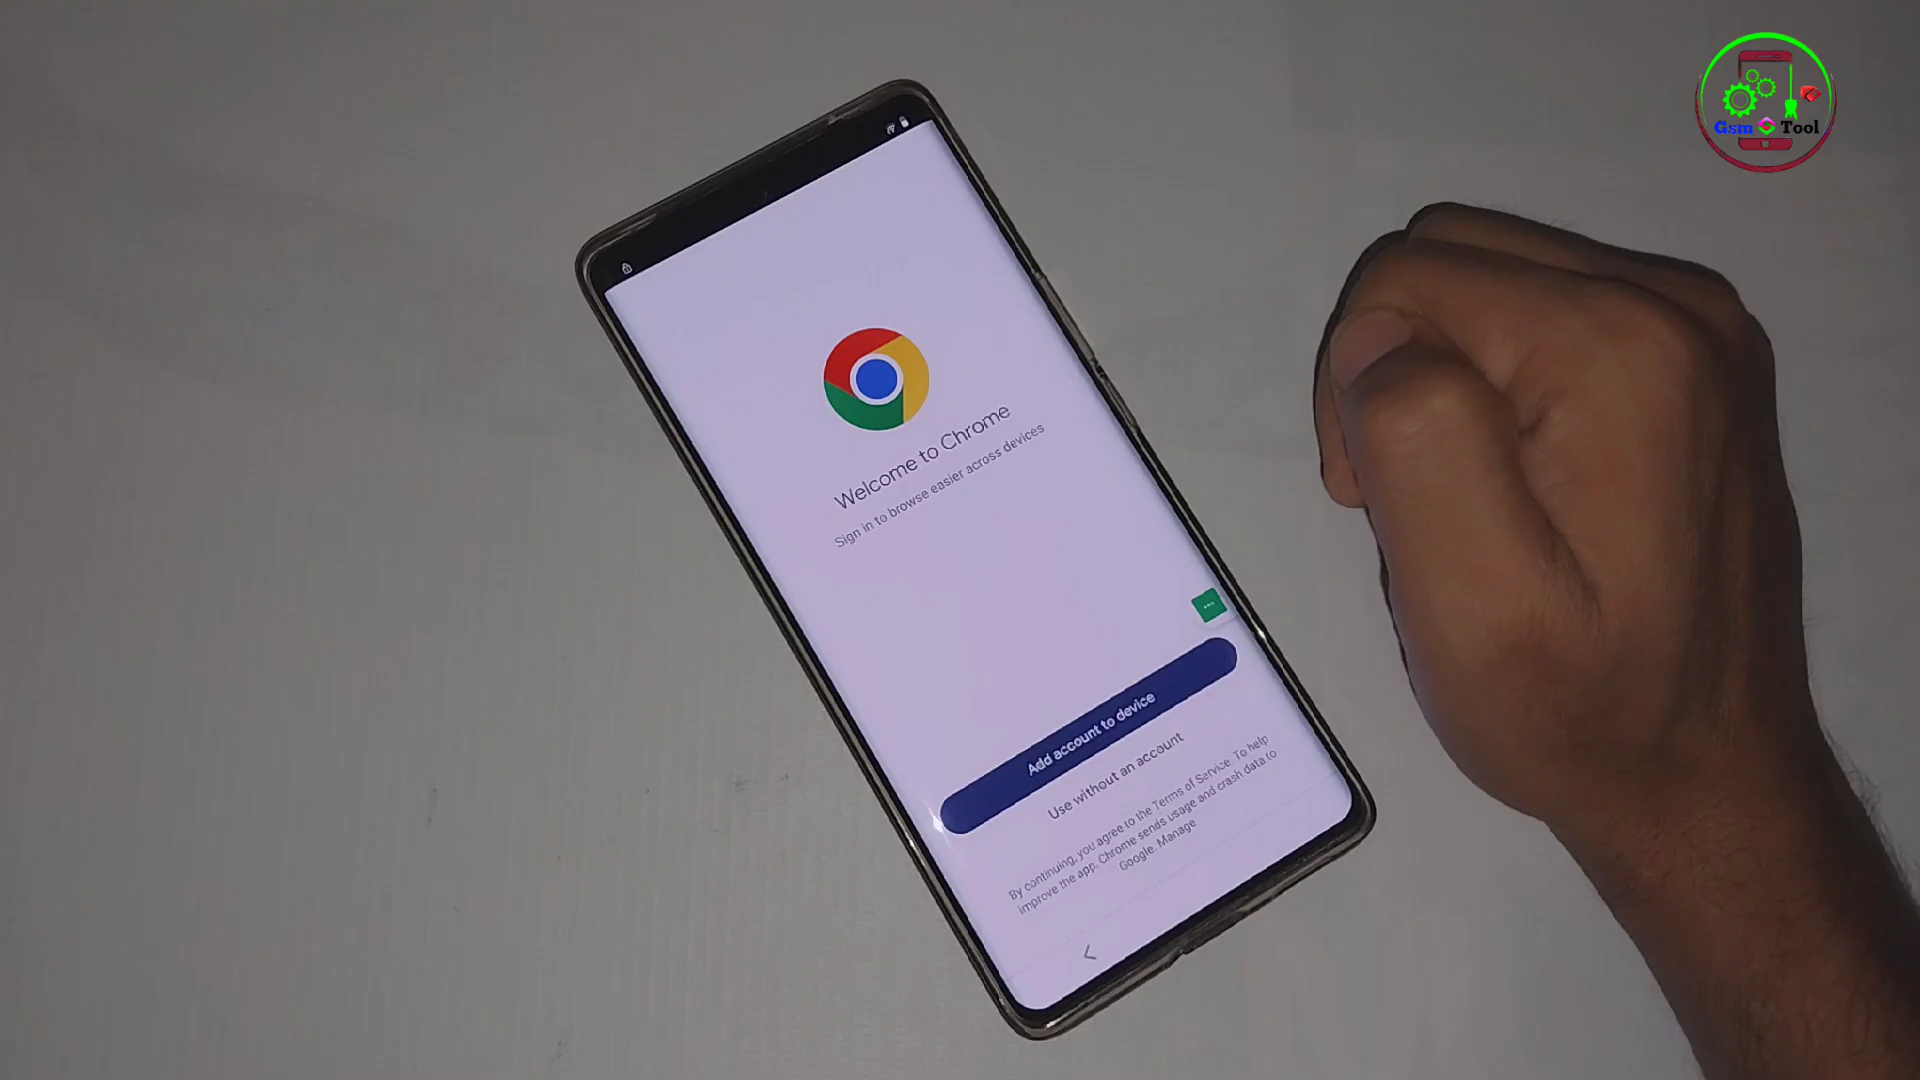 Gsm Tool
Welcome to Chrome
Sign in to browse easier across devices
Add account to device
Use without an account
By continuing, you agree to the Terms of Service. To help
improve the app, Chrome sends usage and crash data to
Google. Manage